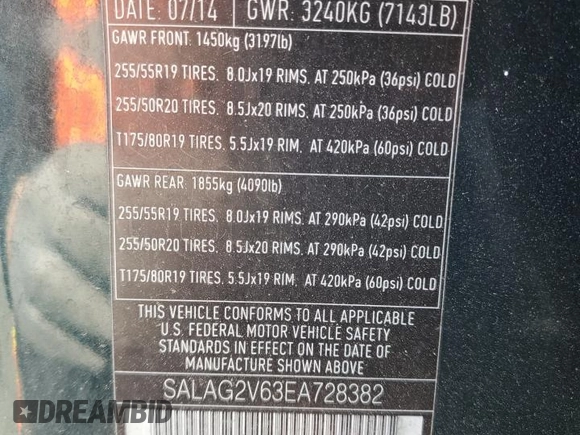 DATE: 07/14 GWR: 3240KG (7143LB)
GAWR FRONT: 1450kg (3197lb)
255/55R19 TIRES. 8.0Jx19 RIMS. AT 250kPa (36psi) COLD
255/50R20 TIRES. 8.5Jx20 RIMS. AT 250kPa (36psi) COLD
T175/80R19 TIRES. 5.5Jx19 RIM. AT 420kPa (60psi) COLD
GAWR REAR: 1855kg (4090lb)
255/55R19 TIRES. 8.0Jx19 RIMS. AT 290kPa (42psi) COLD
255/50R20 TIRES. 8.5Jx20 RIMS. AT 290kPa (42psi) COLD
T175/80R19 TIRES. 5.5Jx19 RIM. AT 420kPa (60psi) COLD
THIS VEHICLE CONFORMS TO ALL APPLICABLE
U.S. FEDERAL MOTOR VEHICLE SAFETY
STANDARDS IN EFFECT ON THE DATE OF
MANUFACTURE SHOWN ABOVE
SALAG2V63EA728382
DREAMBID